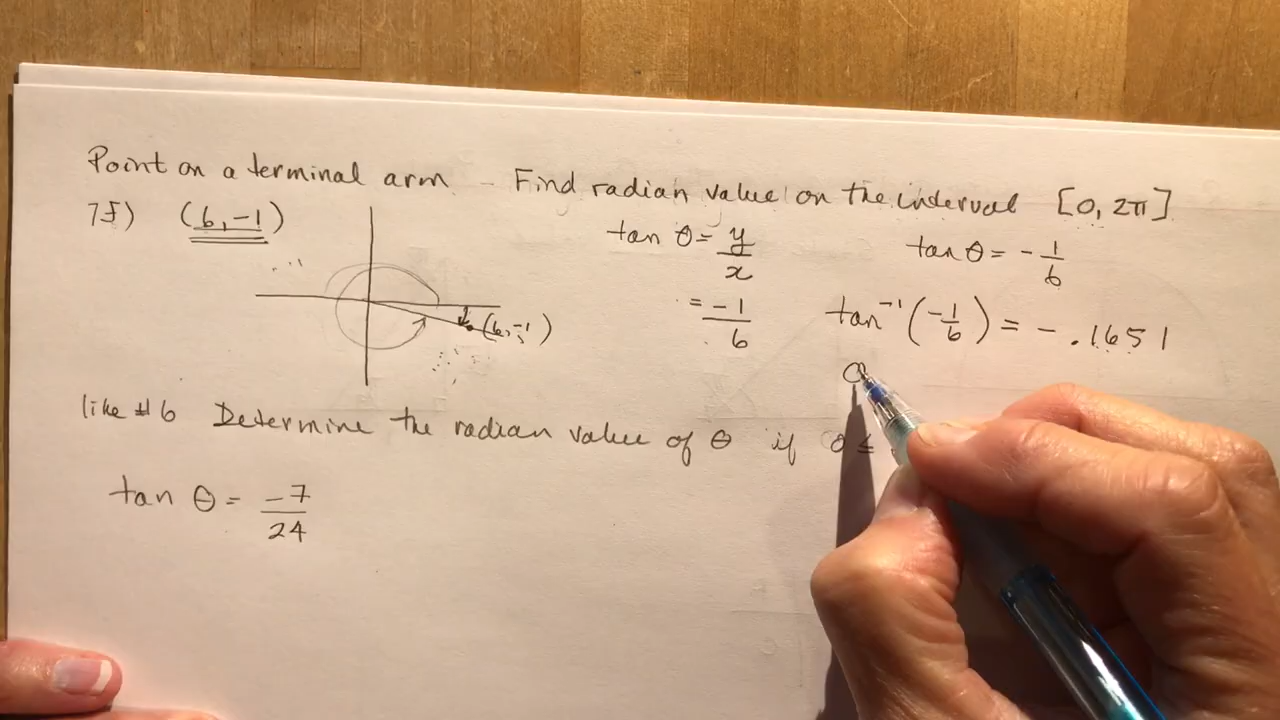 Point on a terminal arm - Find radian value on the interval [0, 2π]
7f) (6, -1)
tan θ = y/x
= -1/6
tan θ = -1/6
tan⁻¹(-1/6) = -.1651
(6, -1)
like #6 Determine the radian value of θ if 0 ≤
tan θ = -7/24